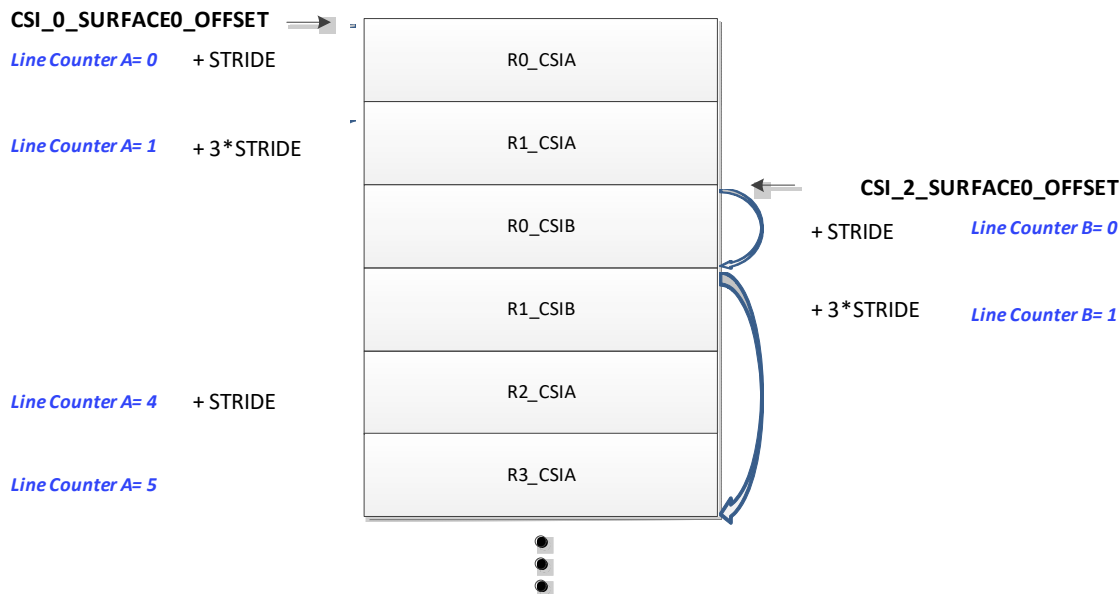 CSI_0_SURFACE0_OFFSET
Line Counter A= 0 + STRIDE
R0_CSIA
Line Counter A= 1 + 3*STRIDE
R1_CSIA
CSI_2_SURFACE0_OFFSET
R0_CSIB
+ STRIDE Line Counter B= 0
R1_CSIB
+ 3*STRIDE Line Counter B= 1
Line Counter A= 4 + STRIDE
R2_CSIA
Line Counter A= 5
R3_CSIA